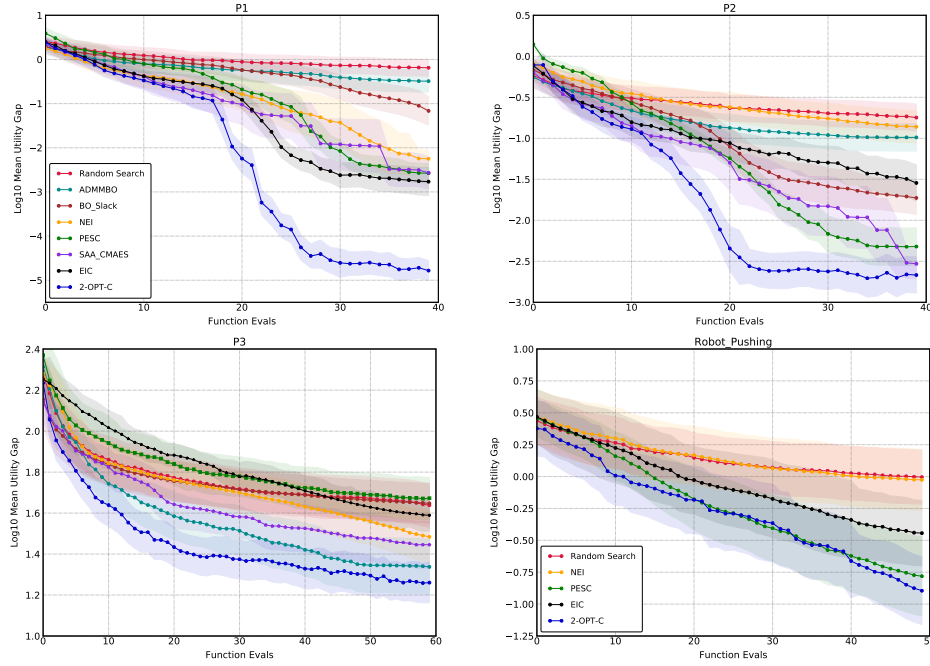 P1
1
0
−1
−2
−3
−4
−5
Log10 Mean Utility Gap
Random Search
ADMMBO
BO_Slack
NEI
PESC
SAA_CMAES
EIC
2-OPT-C
0 10 20 30 40
Function Evals
P2
0.5
0.0
−0.5
−1.0
−1.5
−2.0
−2.5
−3.0
Log10 Mean Utility Gap
0 10 20 30 40
Function Evals
P3
2.4
2.2
2.0
1.8
1.6
1.4
1.2
1.0
Log10 Mean Utility Gap
0 10 20 30 40 50 60
Function Evals
Robot_Pushing
1.00
0.75
0.50
0.25
0.00
−0.25
−0.50
−0.75
−1.00
−1.25
Log10 Mean Utility Gap
Random Search
NEI
PESC
EIC
2-OPT-C
0 10 20 30 40
Function Evals